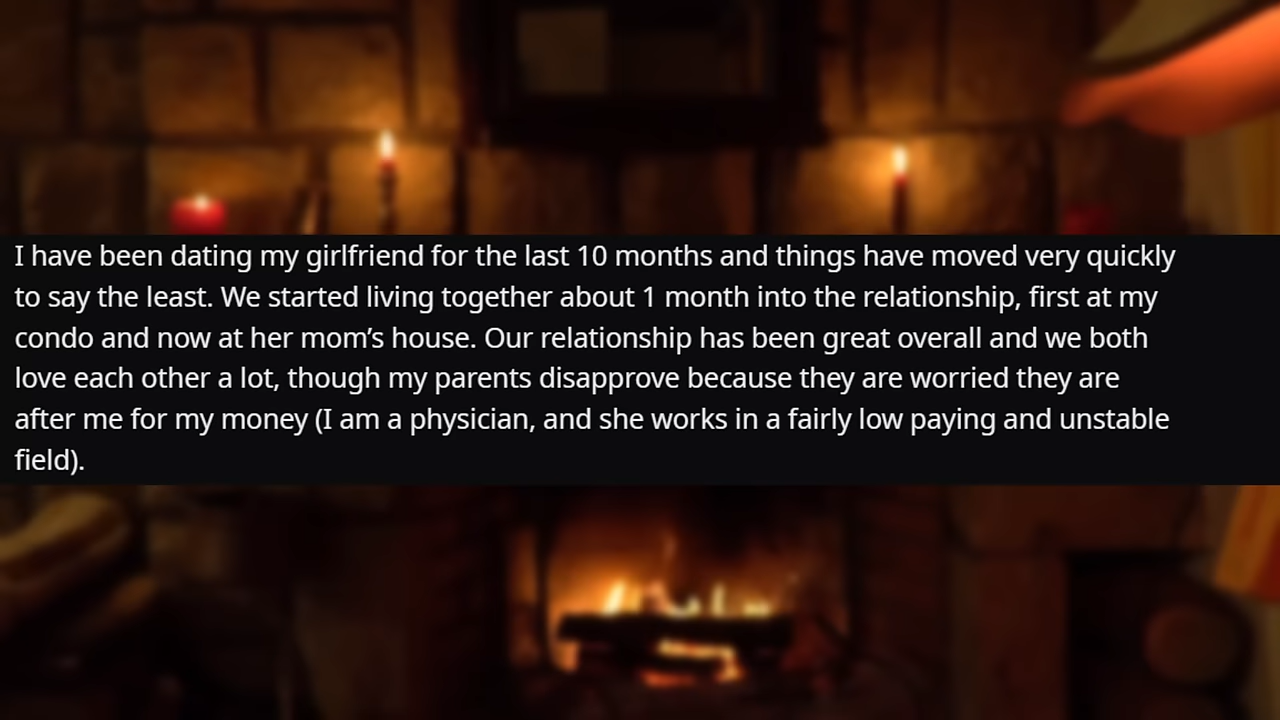 I have been dating my girlfriend for the last 10 months and things have moved very quickly
to say the least. We started living together about 1 month into the relationship, first at my
condo and now at her mom’s house. Our relationship has been great overall and we both
love each other a lot, though my parents disapprove because they are worried they are
after me for my money (I am a physician, and she works in a fairly low paying and unstable
field).